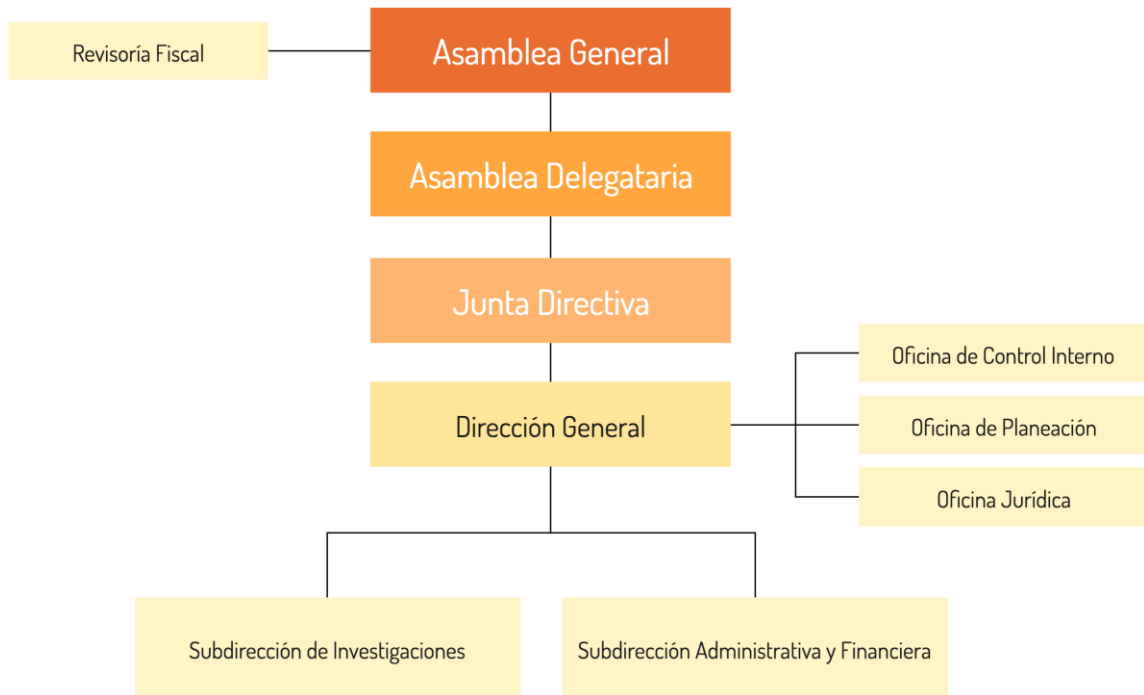 Revisoría Fiscal
Asamblea General
Asamblea Delegataria
Junta Directiva
Dirección General
Oficina de Control Interno
Oficina de Planeación
Oficina Jurídica
Subdirección de Investigaciones
Subdirección Administrativa y Financiera